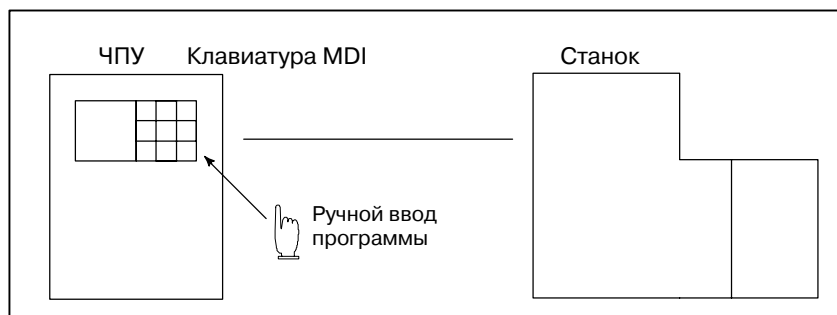 ЧПУ
Клавиатура MDI
Станок
Ручной ввод
программы